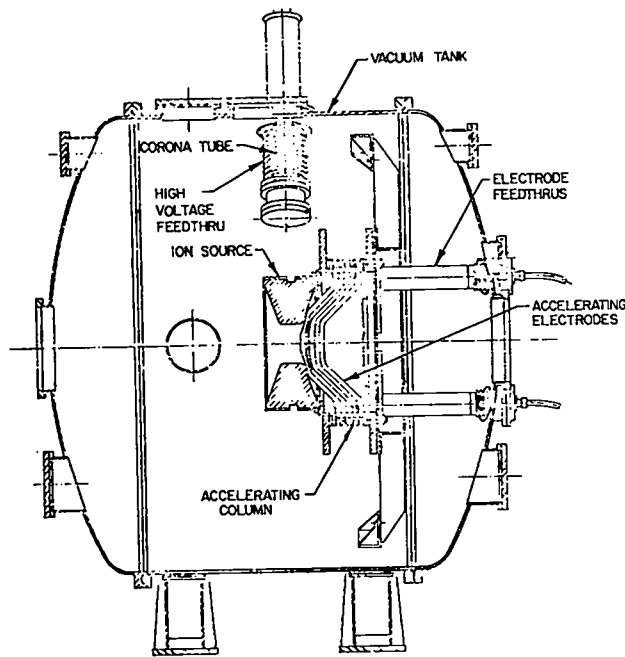 VACUUM TANK
CORONA TUBE
HIGH
VOLTAGE
FEEDTHRU
ELECTRODE
FEEDTHRUS
ION SOURCE
ACCELERATING
ELECTRODES
ACCELERATING
COLUMN